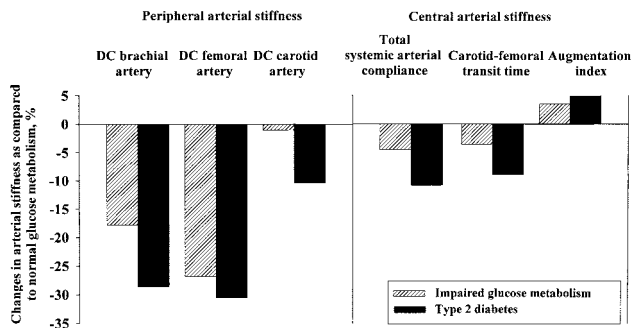 Peripheral arterial stiffness
Central arterial stiffness
DC brachial artery
DC femoral artery
DC carotid artery
Total systemic arterial compliance
Carotid-femoral transit time
Augmentation index
Changes in arterial stiffness as compared to normal glucose metabolism, %
5
0
-5
-10
-15
-20
-25
-30
-35
Impaired glucose metabolism
Type 2 diabetes